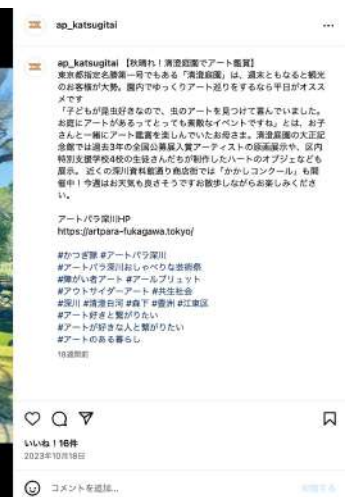 ap_katsugitai
ap_katsugitai 【秋晴れ！清澄庭園でアート鑑賞】
東京都指定名勝第一号でもある「清澄庭園」は、週末ともなると観光
のお客様が大勢。園内でゆっくりアート巡りをするなら平日がオスス
メです
「子どもが昆虫好きなので、虫のアートを見つけて喜んでいました。
お庭にアートがあるってとっても素敵なイベントですね」とは、お子
さんと一緒にアート鑑賞を楽しんでいたお母さま。清澄庭園の大正記
念館では過去3年の全国公募展入賞アーティストの原画展示や、区内
特別支援学校4校の生徒さんたちが制作したハートのオブジェなども
展示。 近くの深川資料館通り商店街では「かかしコンクール」も開
催中！今週はお天気も良さそうですお散歩しながらお楽しみくださ
い。
アートパラ深川HP
https://artpara-fukagawa.tokyo/
#かつぎ隊 #アートパラ深川
#アートパラ深川おしゃべりな芸術祭
#障がい者アート #アールブリュット
#アウトサイダーアート #共生社会
#深川 #清澄白河 #森下 #豊洲 #江東区
#アート好きと繋がりたい
#アートが好きな人と繋がりたい
#アートのある暮らし
18週間前
いいね！16件
2023年10月18日
コメントを追加...
投稿する